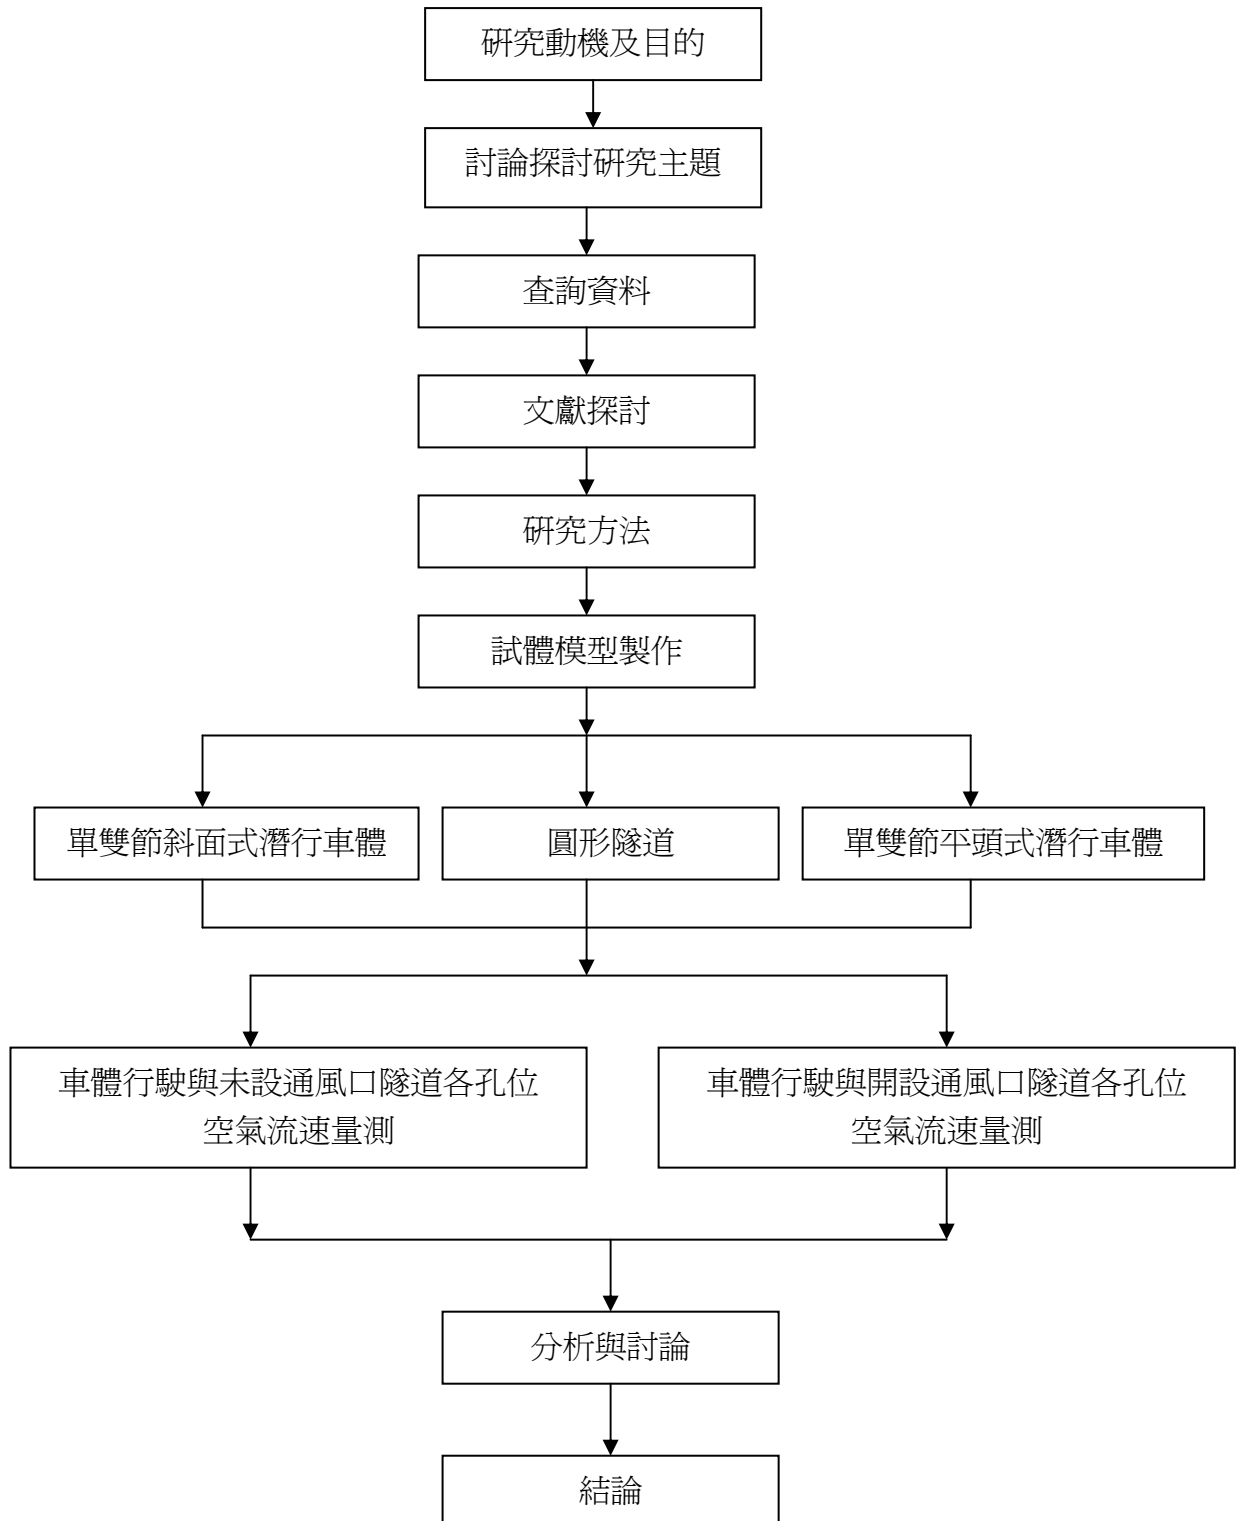 研究動機及目的
討論探討研究主題
查詢資料
文獻探討
研究方法
試體模型製作
單雙節斜面式潛行車體
圓形隧道
單雙節平頭式潛行車體
車體行駛與未設通風口隧道各孔位
空氣流速量測
車體行駛與開設通風口隧道各孔位
空氣流速量測
分析與討論
結論